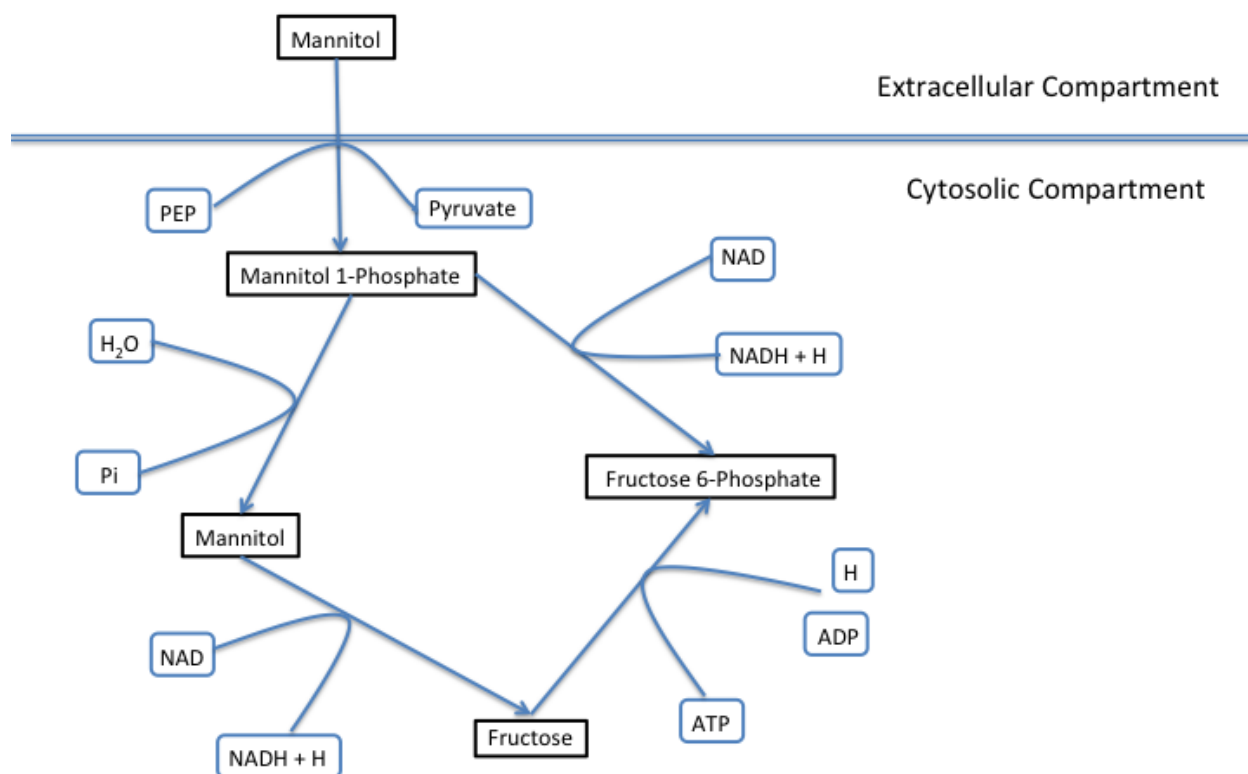 Mannitol
Extracellular Compartment
Cytosolic Compartment
PEP
Pyruvate
Mannitol 1-Phosphate
NAD
H₂O
NADH + H
Pi
Fructose 6-Phosphate
Mannitol
H
ADP
NAD
ATP
Fructose
NADH + H